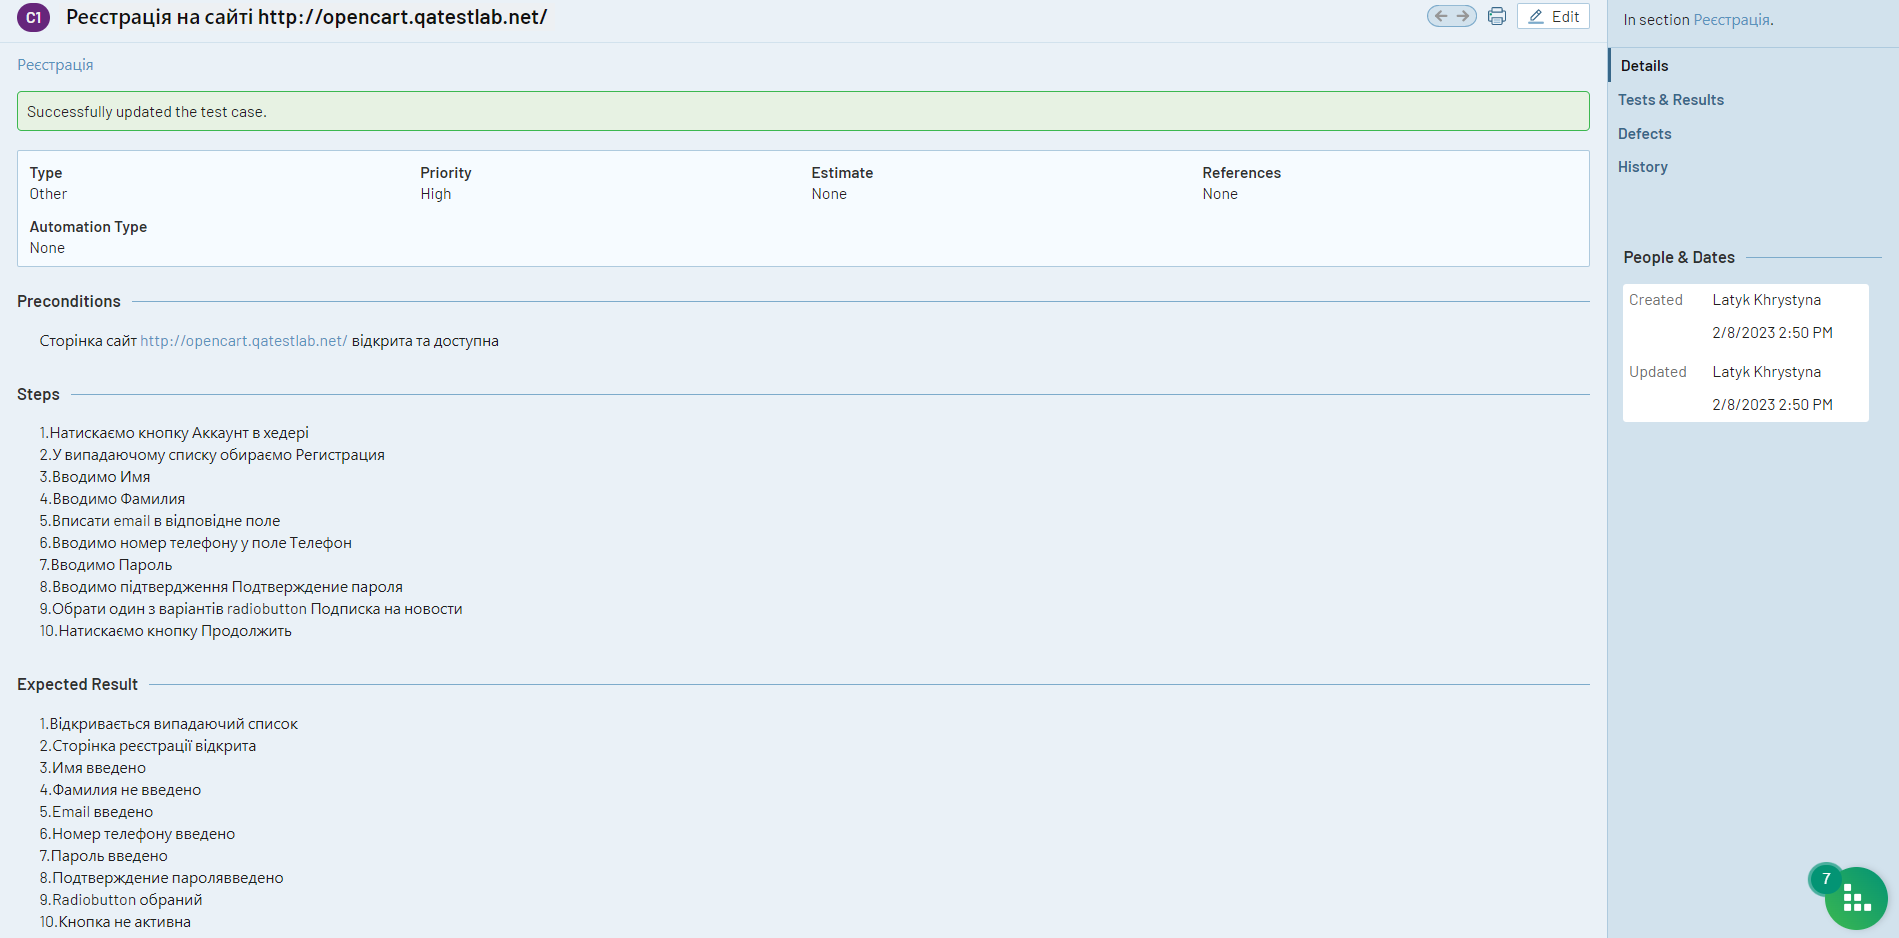 C1 Реєстрація на сайті http://opencart.qatestlab.net/
Edit
Реєстрація
Successfully updated the test case.
Type
Other
Priority
High
Estimate
None
References
None
Automation Type
None
Preconditions
Сторінка сайт http://opencart.qatestlab.net/ відкрита та доступна
Steps
1.Натискаємо кнопку Аккаунт в хедері
2.У випадаючому списку обираємо Регистрация
3.Вводимо Имя
4.Вводимо Фамилия
5.Вписати email в відповідне поле
6.Вводимо номер телефону у поле Телефон
7.Вводимо Пароль
8.Вводимо підтвердження Подтверждение пароля
9.Обрати один з варіантів radiobutton Подписка на новости
10.Натискаємо кнопку Продолжить
Expected Result
1.Відкривається випадаючий список
2.Сторінка реєстрації відкрита
3.Имя введено
4.Фамилия не введено
5.Email введено
6.Номер телефону введено
7.Пароль введено
8.Подтверждение паролявведено
9.Radiobutton обраний
10.Кнопка не активна
In section Реєстрація.
Details
Tests & Results
Defects
History
People & Dates
Created Latyk Khrystyna
2/8/2023 2:50 PM
Updated Latyk Khrystyna
2/8/2023 2:50 PM
7